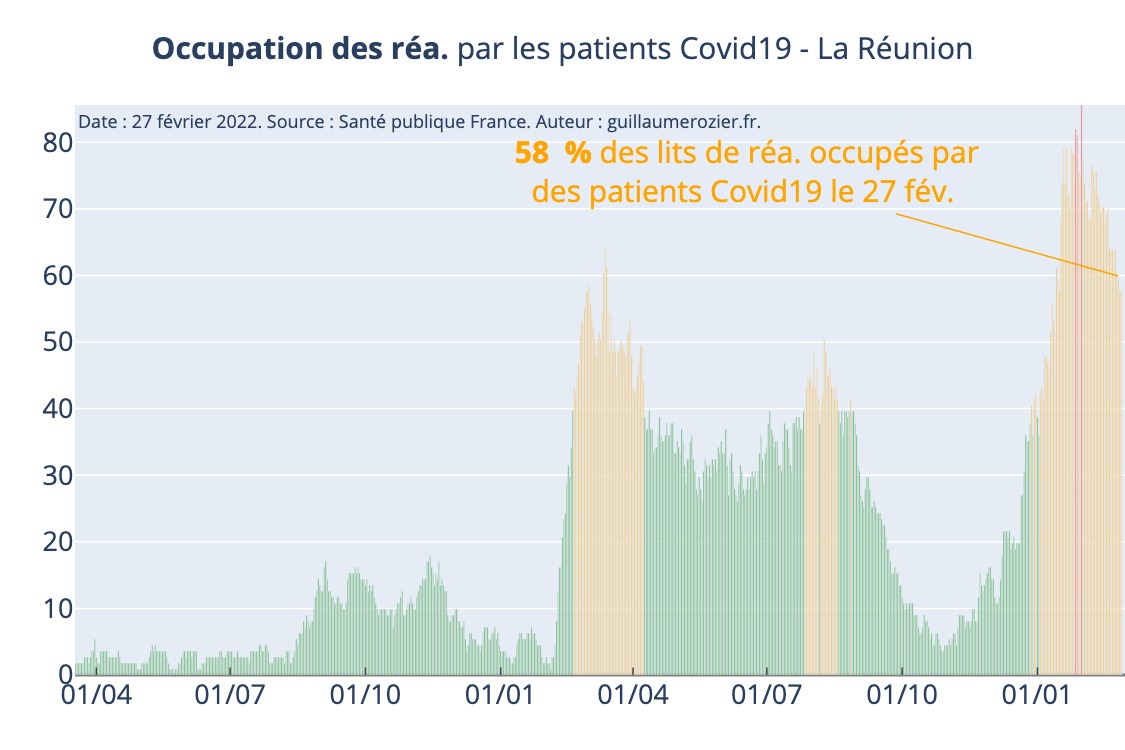 Occupation des réa. par les patients Covid19 - La Réunion
Date : 27 février 2022. Source : Santé publique France. Auteur : guillaumerozier.fr.
58 % des lits de réa. occupés par
des patients Covid19 le 27 fév.
80
70
60
50
40
30
20
10
0
01/04 01/07 01/10 01/01 01/04 01/07 01/10 01/01